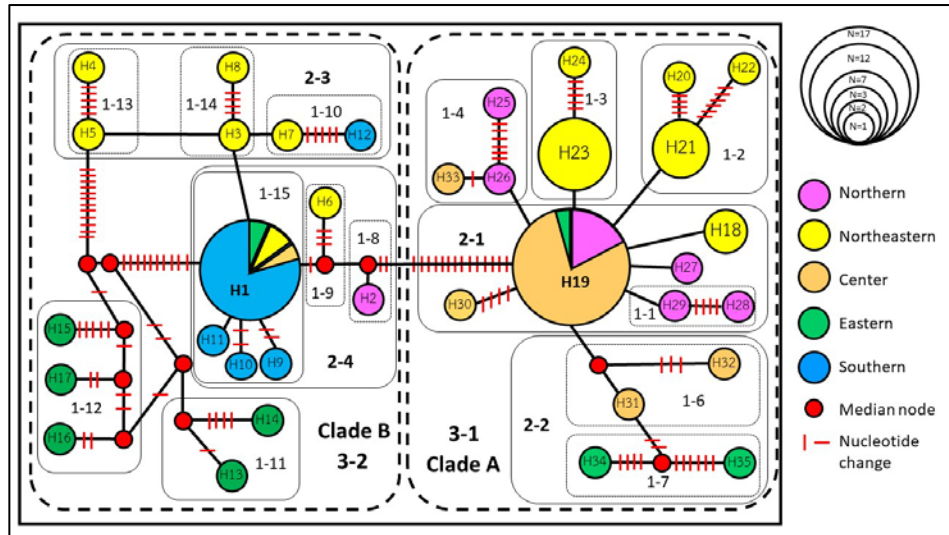 H4
H8
2-3
1-13
1-14
1-10
H5
H3
H7
H12
1-15
H6
1-8
H1
1-9
H2
H11
H10
H9
2-4
H15
H17
1-12
H16
H14
H13
1-11
Clade B
3-2
H24
1-3
H20
H22
1-4
H25
H23
H21
1-2
H33
H26
2-1
H18
H19
H27
H30
H29
H28
1-1
H32
H31
1-6
2-2
3-1
Clade A
H34
H35
1-7
N=17
N=12
N=7
N=3
N=2
N=1
Northern
Northeastern
Center
Eastern
Southern
Median node
Nucleotide
change